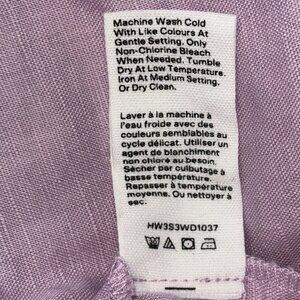 Machine Wash Cold
With Like Colours At
Gentle Setting. Only
Non-Chlorine Bleach
When Needed. Tumble
Dry At Low Temperature
Iron At Medium Setting.
Or Dry Clean.
Laver à la machine à
l'eau froide avec des
couleurs semblables au
cycle délicat. Utiliser un
agent de blanchiment
non chloré au besoin.
Sécher par culbutage à
basse température.
Repasser à température
moyenne. Ou nettoyer à
sec.
HW3S3WD1037